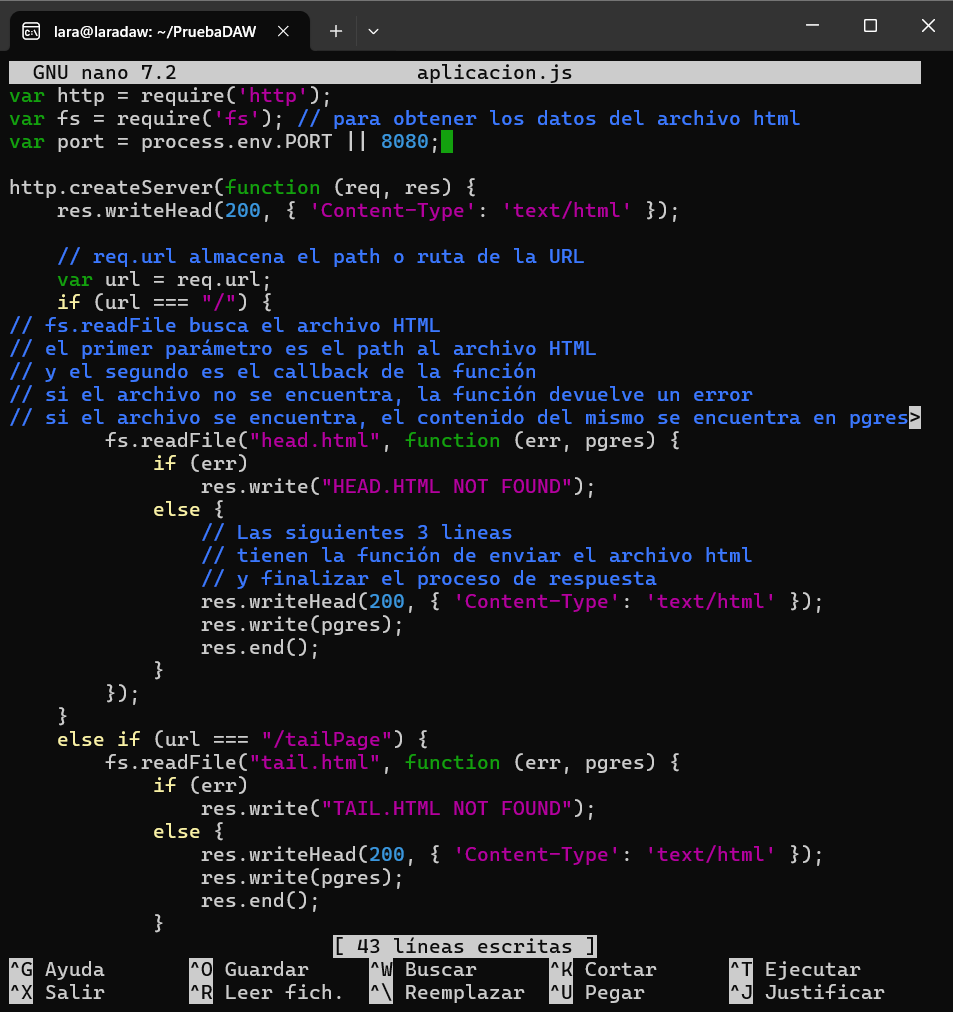 lara@laradaw: ~/PruebaDAW
GNU nano 7.2 aplicacion.js
var http = require('http');
var fs = require('fs'); // para obtener los datos del archivo html
var port = process.env.PORT || 8080;
http.createServer(function (req, res) {
    res.writeHead(200, { 'Content-Type': 'text/html' });
    // req.url almacena el path o ruta de la URL
    var url = req.url;
    if (url === "/") {
// fs.readFile busca el archivo HTML
// el primer parámetro es el path al archivo HTML
// y el segundo es el callback de la función
// si el archivo no se encuentra, la función devuelve un error
// si el archivo se encuentra, el contenido del mismo se encuentra en pgres>
        fs.readFile("head.html", function (err, pgres) {
            if (err)
                res.write("HEAD.HTML NOT FOUND");
            else {
                // Las siguientes 3 lineas
                // tienen la función de enviar el archivo html
                // y finalizar el proceso de respuesta
                res.writeHead(200, { 'Content-Type': 'text/html' });
                res.write(pgres);
                res.end();
            }
        });
    }
    else if (url === "/tailPage") {
        fs.readFile("tail.html", function (err, pgres) {
            if (err)
                res.write("TAIL.HTML NOT FOUND");
            else {
                res.writeHead(200, { 'Content-Type': 'text/html' });
                res.write(pgres);
                res.end();
            }
[ 43 líneas escritas ]
^G Ayuda ^O Guardar ^W Buscar ^K Cortar ^T Ejecutar
^X Salir ^R Leer fich. ^\ Reemplazar ^U Pegar ^J Justificar